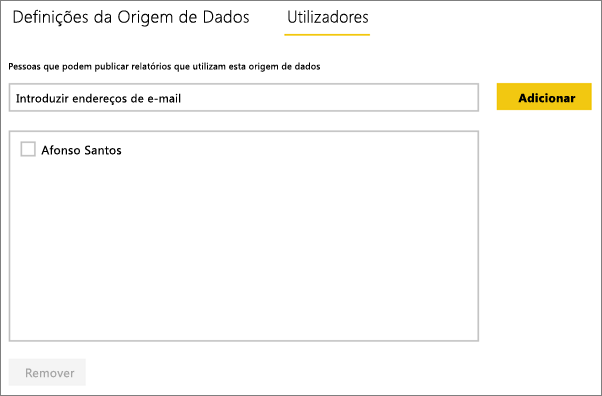 Definições da Origem de Dados Utilizadores
Pessoas que podem publicar relatórios que utilizam esta origem de dados
Introduzir endereços de e-mail Adicionar
Afonso Santos
Remover